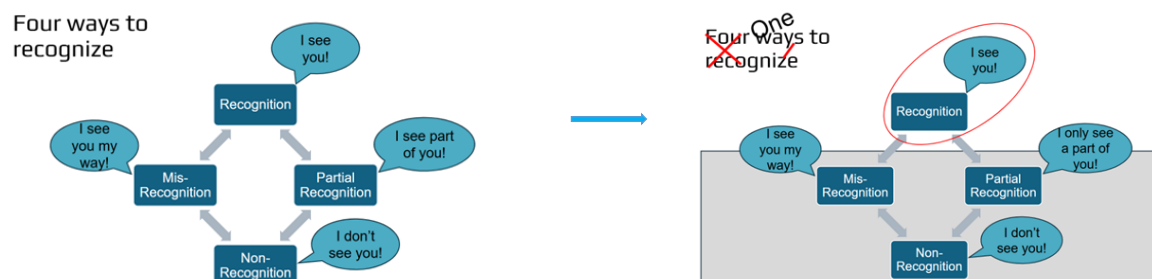 Four ways to
recognize
I see
you!
Recognition
I see
you my
way!
I see part
of you!
Mis-
Recognition
Partial
Recognition
I don't
see you!
Non-
Recognition
One
Four ways to
recognize
I see
you!
Recognition
I see
you my
way!
I only see
a part of
you!
Mis-
Recognition
Partial
Recognition
I don't
see you!
Non-
Recognition